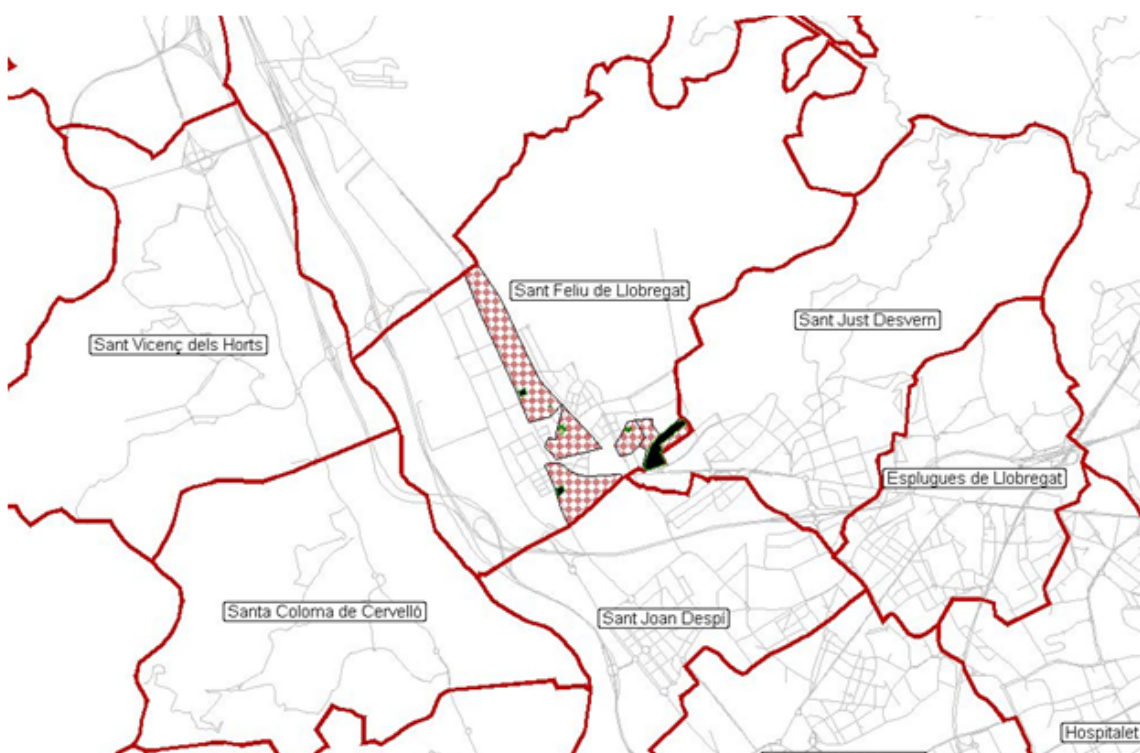 Sant Feliu de Llobregat
Sant Just Desvern
Sant Vicenç dels Horts
Esplugues de Llobregat
Santa Coloma de Cervelló
Sant Joan Despí
Hospitalet